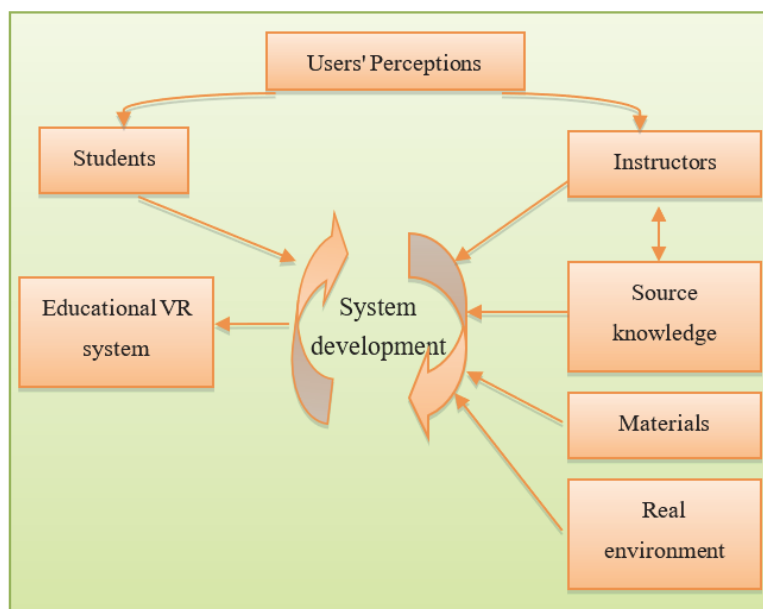 Users' Perceptions
Students
Instructors
Educational VR
system
System
development
Source
knowledge
Materials
Real
environment